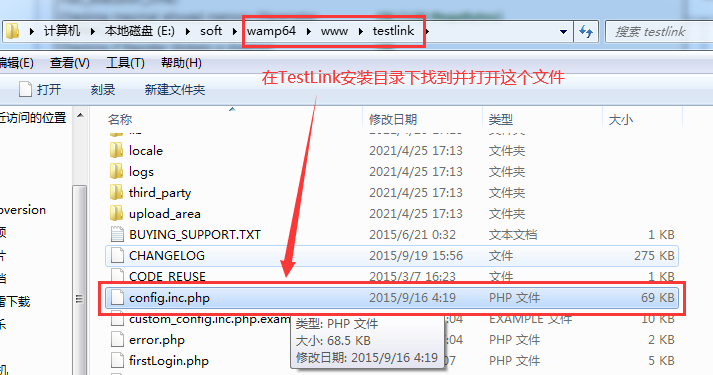 计算机 ▸ 本地磁盘 (E:) ▸ soft ▸ wamp64 ▸ www ▸ testlink
搜索 testlink
编辑(E) 查看(V) 工具(T) 帮助(H)
打开 刻录 新建文件夹
在TestLink安装目录下找到并打开这个文件
近访问的位置
名称 修改日期 类型 大小
locale 2021/4/25 17:13 文件夹
logs 2021/4/25 17:13 文件夹
third_party 2021/4/25 17:13 文件夹
upload_area 2021/4/25 17:13 文件夹
BUYING_SUPPORT.TXT 2015/6/21 0:32 文本文档 1 KB
CHANGELOG 2015/9/19 15:56 文件 275 KB
CODE_REUSE 2015/3/7 16:23 文件 1 KB
config.inc.php 2015/9/16 4:19 PHP 文件 69 KB
custom_config.inc.php.exam :04 EXAMPLE 文件 10 KB
error.php :04 PHP 文件 2 KB
firstLogin.php :07 PHP 文件 5 KB
类型: PHP 文件
大小: 68.5 KB
修改日期: 2015/9/16 4:19
bversion
雷下载